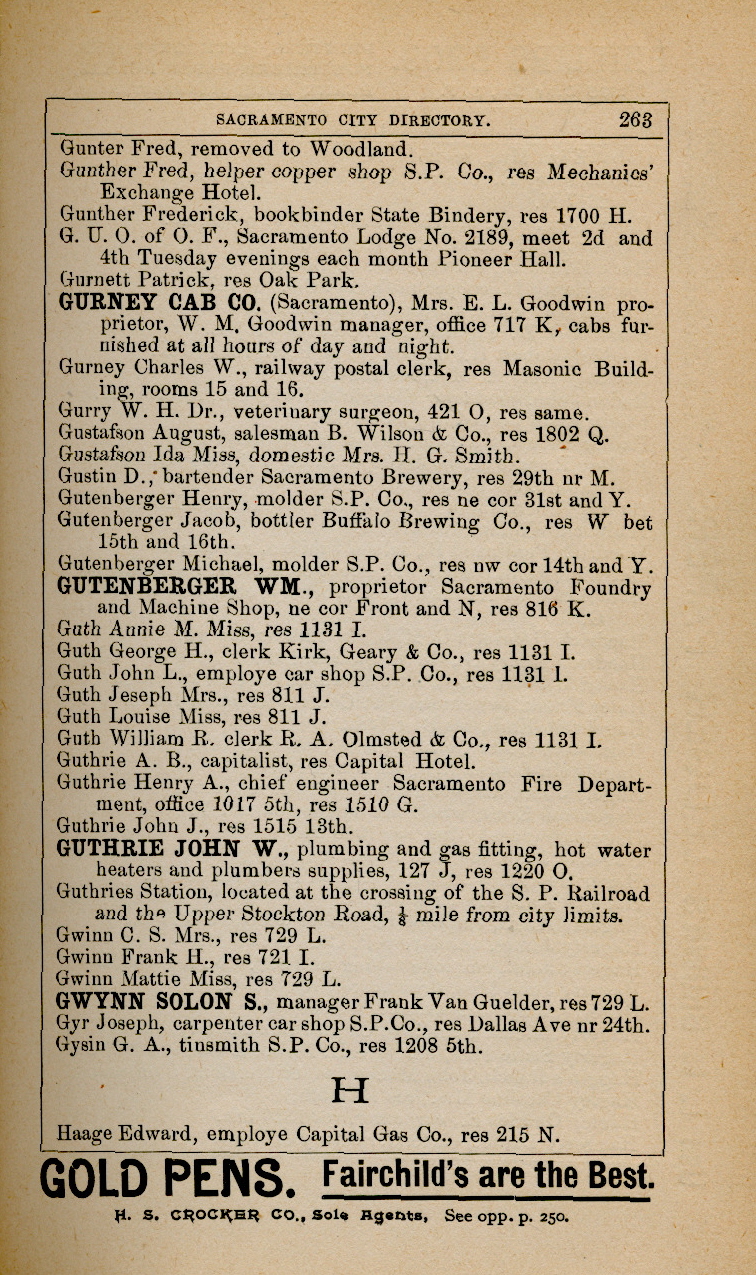 SACRAMENTO CITY DIRECTORY. 263
Gunter Fred, removed to Woodland.
Gunther Fred, helper copper shop S.P. Co., res Mechanics'
Exchange Hotel.
Gunther Frederick, bookbinder State Bindery, res 1700 H.
G. U. O. of O. F., Sacramento Lodge No. 2189, meet 2d and
4th Tuesday evenings each month Pioneer Hall.
Gurnett Patrick, res Oak Park.
GURNEY CAB CO. (Sacramento), Mrs. E. L. Goodwin pro-
prietor, W. M. Goodwin manager, office 717 K, cabs fur-
nished at all hours of day and night.
Gurney Charles W., railway postal clerk, res Masonic Build-
ing, rooms 15 and 16.
Gurry W. H. Dr., veterinary surgeon, 421 O, res same.
Gustafson August, salesman B. Wilson & Co., res 1802 Q.
Gustafson Ida Miss, domestic Mrs. H. G. Smith.
Gustin D., bartender Sacramento Brewery, res 29th nr M.
Gutenberger Henry, molder S.P. Co., res ne cor 31st and Y.
Gutenberger Jacob, bottler Buffalo Brewing Co., res W bet
15th and 16th.
Gutenberger Michael, molder S.P. Co., res nw cor 14th and Y.
GUTENBERGER WM., proprietor Sacramento Foundry
and Machine Shop, ne cor Front and N, res 816 K.
Guth Annie M. Miss, res 1131 I.
Guth George H., clerk Kirk, Geary & Co., res 1131 I.
Guth John L., employe car shop S.P. Co., res 1131 I.
Guth Jeseph Mrs., res 811 J.
Guth Louise Miss, res 811 J.
Guth William R. clerk R. A. Olmsted & Co., res 1131 I.
Guthrie A. B., capitalist, res Capital Hotel.
Guthrie Henry A., chief engineer Sacramento Fire Depart-
ment, office 1017 5th, res 1510 G.
Guthrie John J., res 1515 13th.
GUTHRIE JOHN W., plumbing and gas fitting, hot water
heaters and plumbers supplies, 127 J, res 1220 O.
Guthries Station, located at the crossing of the S. P. Railroad
and the Upper Stockton Road, mile from city limits.
Gwinn C. S. Mrs., res 729 L.
Gwinn Frank H., res 721 I.
Gwinn Mattie Miss, res 729 L.
GWYNN SOLON S., manager Frank Van Guelder, res 729 L.
Gyr Joseph, carpenter car shop S.P.Co., res Dallas Ave nr 24th.
Gysin G. A., tinsmith S.P. Co., res 1208 5th.
H
Haage Edward, employe Capital Gas Co., res 215 N.
GOLD PENS. Fairchild's are the Best.
H. S. CROCKER CO., Sole Agents, See opp. p. 250.